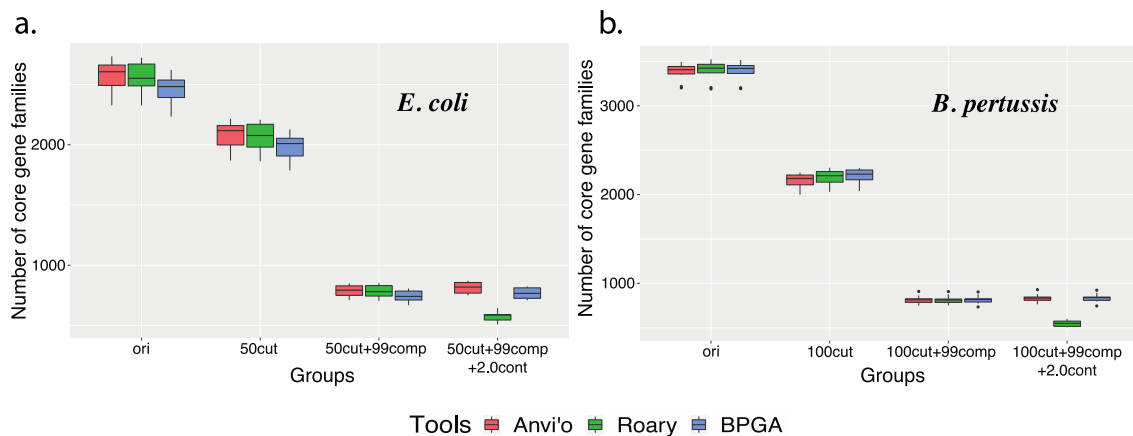 a.
Number of core gene families
2000
1000
E. coli
ori
50cut
50cut+99comp
50cut+99comp
+2.0cont
Groups
b.
Number of core gene families
3000
2000
1000
B. pertussis
ori
100cut
100cut+99comp
100cut+99comp
+2.0cont
Groups
Tools Anvi'o Roary BPGA